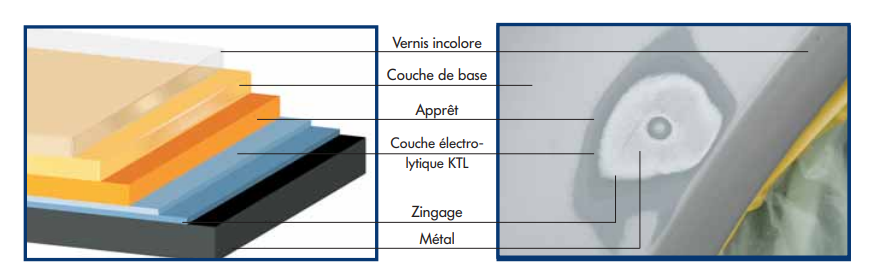 Vernis incolore
Couche de base
Apprêt
Couche électro-
lytique KTL
Zingage
Métal